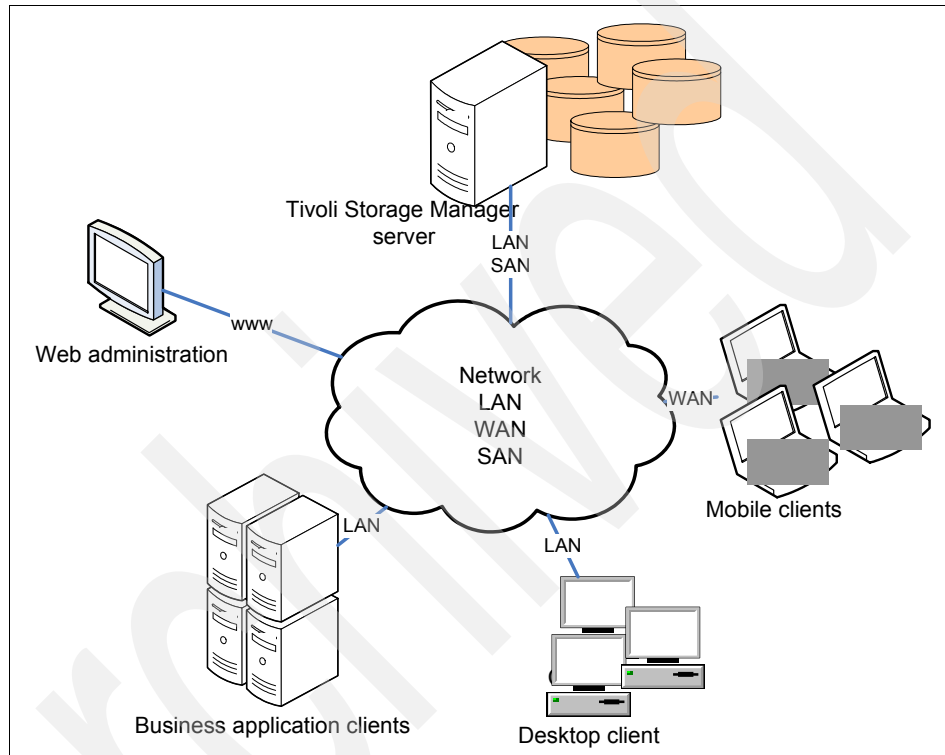 Tivoli Storage Manager
server
LAN
SAN
www
Web administration
Network
LAN
WAN
SAN
WAN
Mobile clients
LAN
Business application clients
LAN
Desktop client